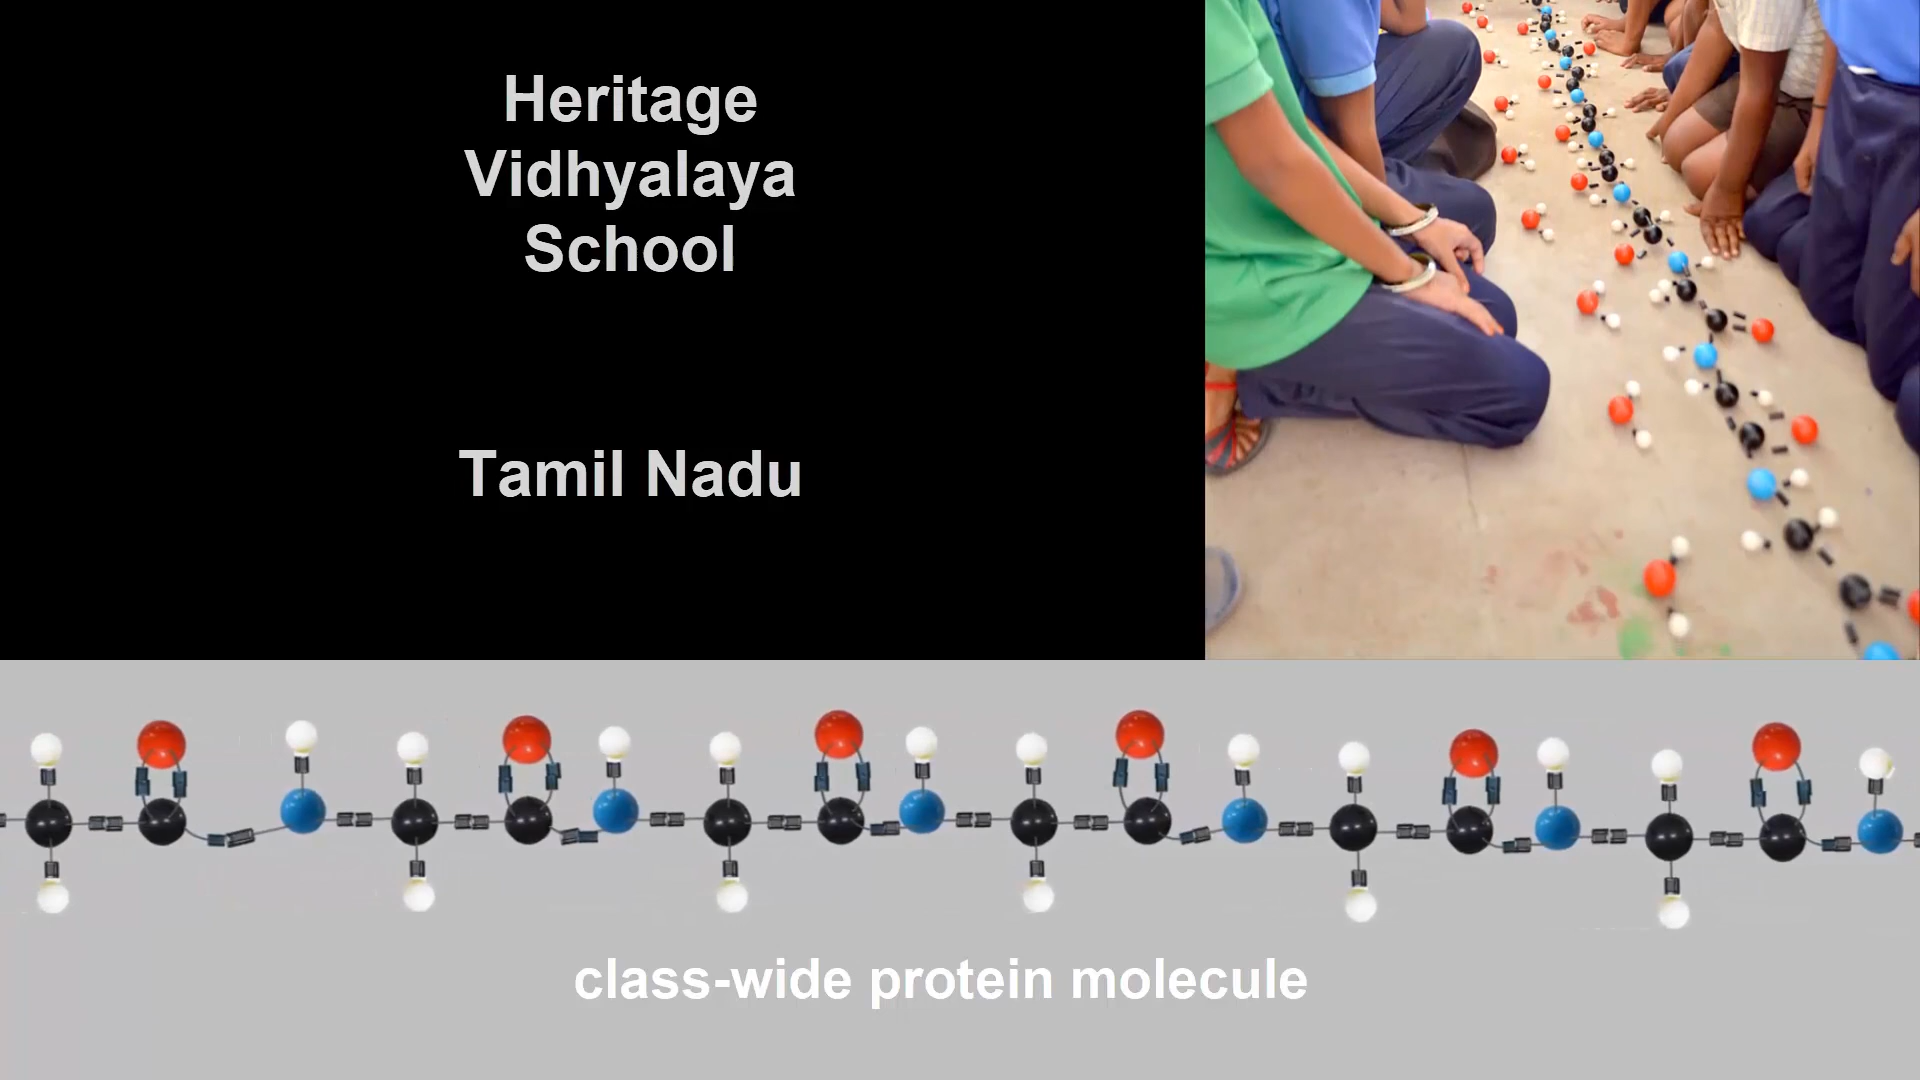 Heritage
Vidhyalaya
School
Tamil Nadu
class-wide protein molecule